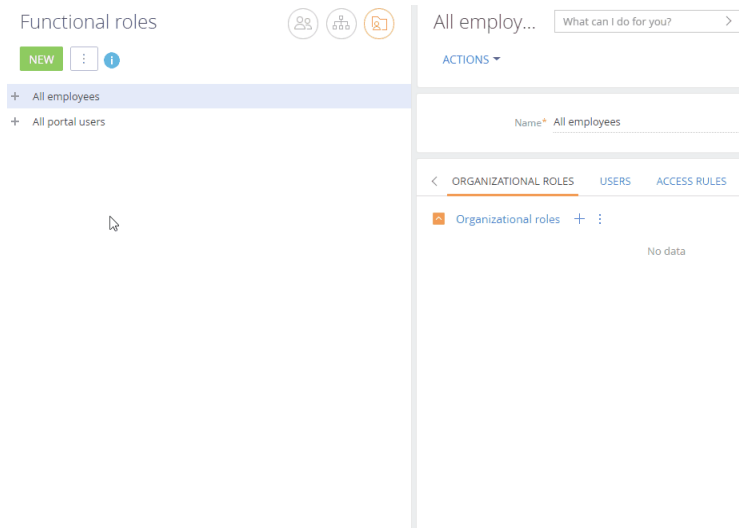 Functional roles
NEW
i
All employees
All portal users
All employ...
What can I do for you?
ACTIONS
Name* All employees
ORGANIZATIONAL ROLES USERS ACCESS RULES
Organizational roles
No data